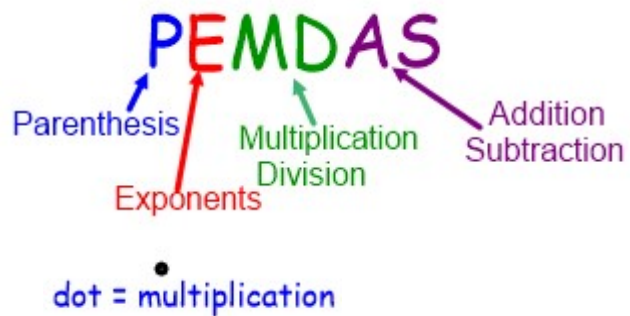 PEMDAS
Parenthesis
Exponents
Multiplication
Division
Addition
Subtraction
dot = multiplication